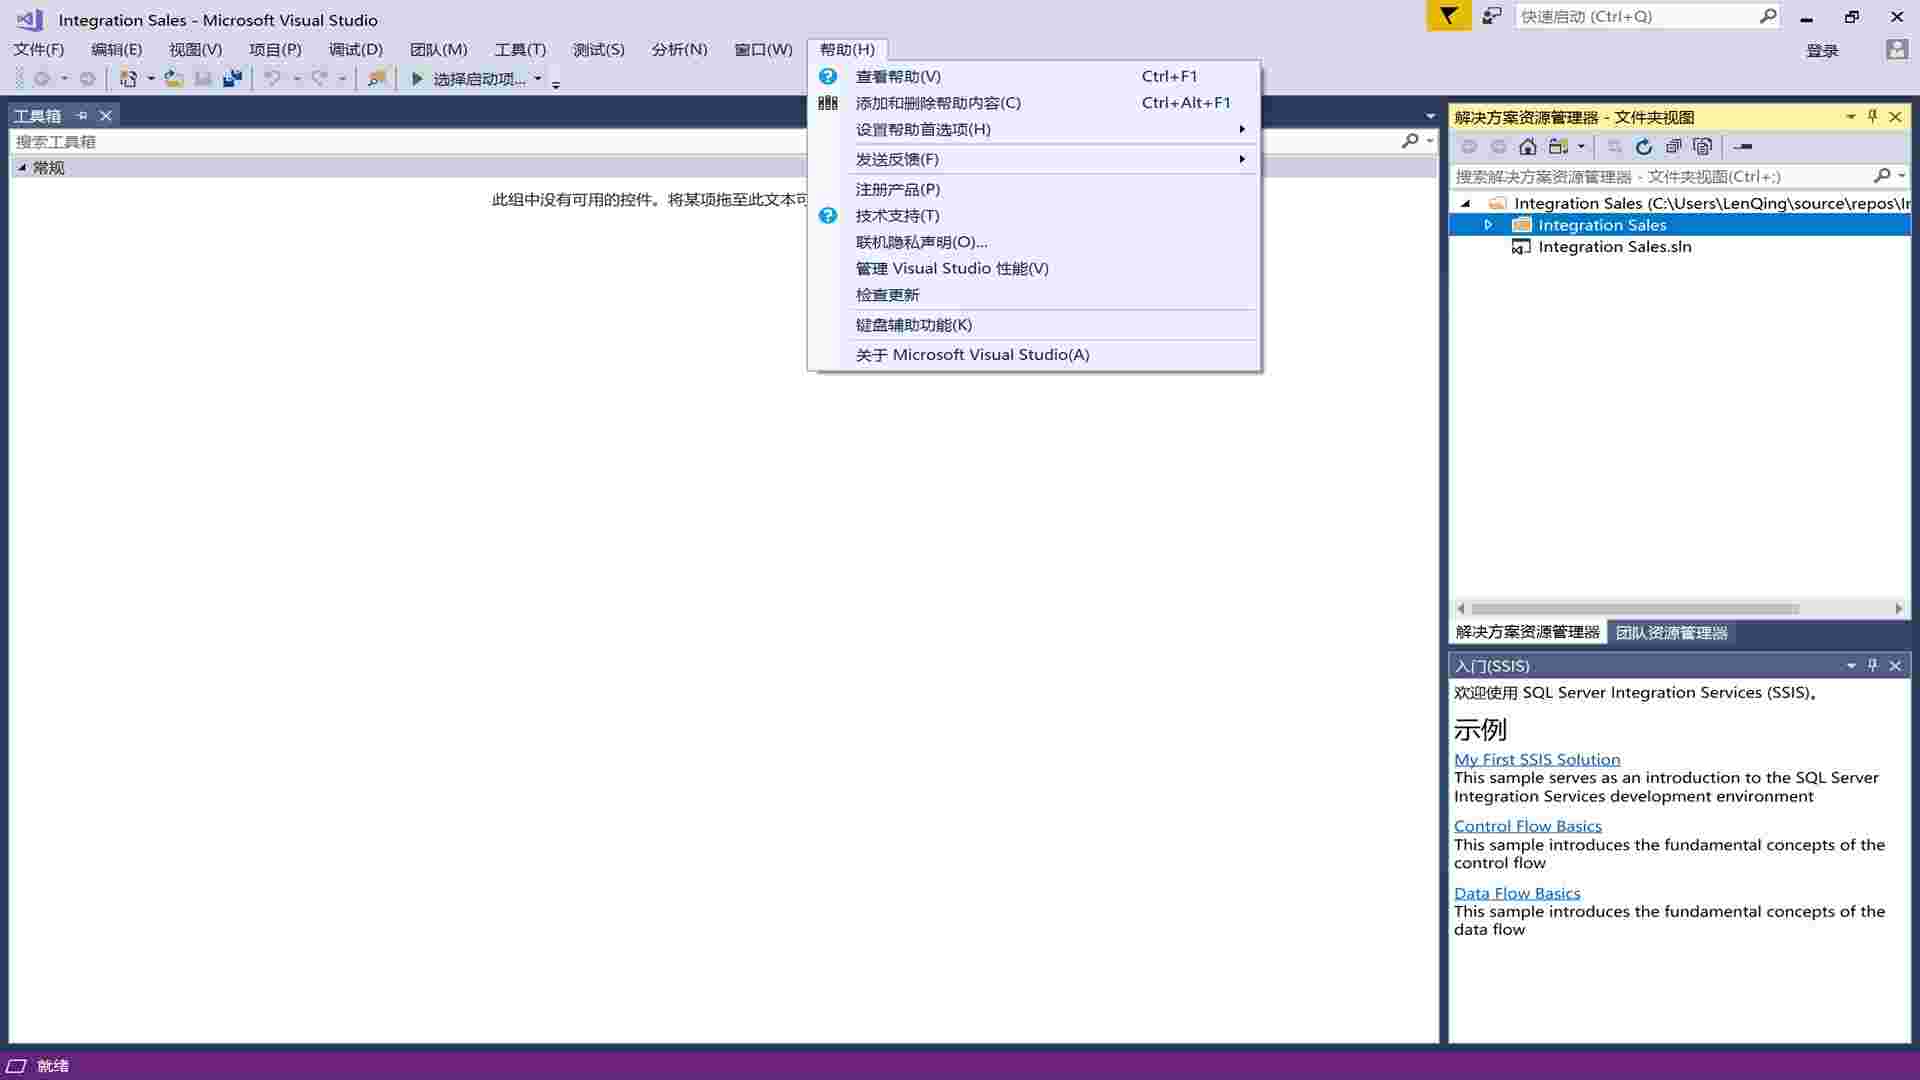 Integration Sales - Microsoft Visual Studio
快速启动 (Ctrl+Q)
文件(F) 编辑(E) 视图(V) 项目(P) 调试(D) 团队(M) 工具(T) 测试(S) 分析(N) 窗口(W) 帮助(H)
登录
选择启动项...
查看帮助(V) Ctrl+F1
添加和删除帮助内容(C) Ctrl+Alt+F1
设置帮助首选项(H)
发送反馈(F)
注册产品(P)
技术支持(T)
联机隐私声明(O)...
管理 Visual Studio 性能(V)
检查更新
键盘辅助功能(K)
关于 Microsoft Visual Studio(A)
工具箱
搜索工具箱
常规
此组中没有可用的控件。将某项拖至此文本可
解决方案资源管理器 - 文件夹视图
搜索解决方案资源管理器 - 文件夹视图(Ctrl+;)
Integration Sales (C:\Users\LenQing\source\repos\In
Integration Sales
Integration Sales.sln
解决方案资源管理器 团队资源管理器
入门(SSIS)
欢迎使用 SQL Server Integration Services (SSIS)。
示例
My First SSIS Solution
This sample serves as an introduction to the SQL Server
Integration Services development environment
Control Flow Basics
This sample introduces the fundamental concepts of the
control flow
Data Flow Basics
This sample introduces the fundamental concepts of the
data flow
就绪